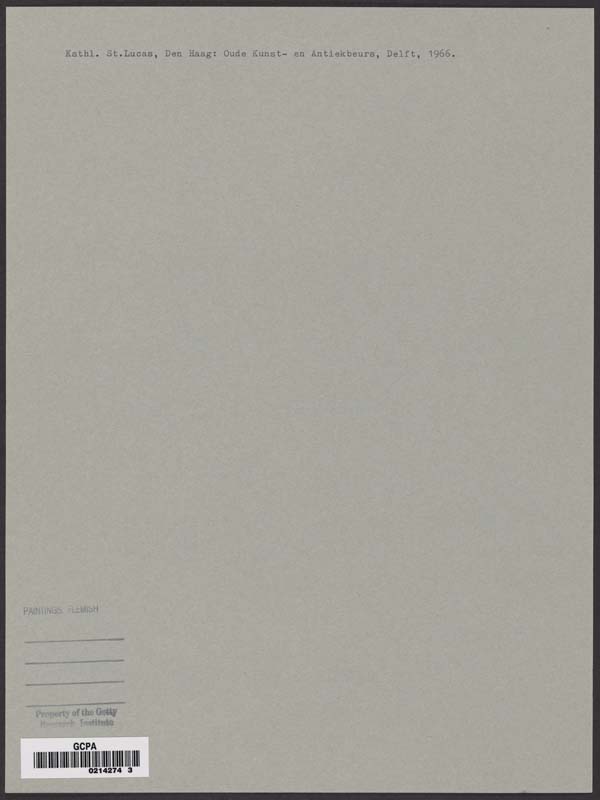 Kathl. St.Lucas, Den Haag: Oude Kunst- en Antiekbeurs, Delft, 1966.
PAINTINGS FLEMISH
Property of the Getty
Research Institute
GCPA
0214274 3